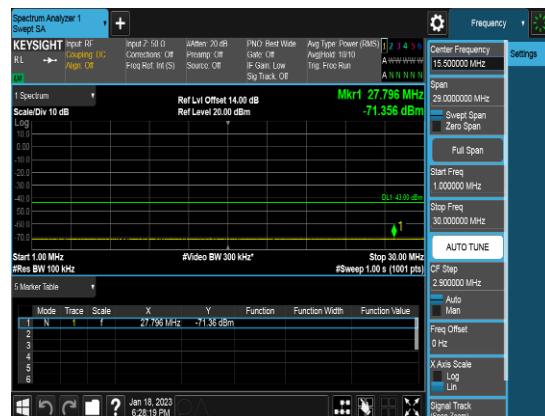 Spectrum Analyzer 1
Swept SA
+
Frequency
KEYSIGHT
RL
Input: RF
Coupling: DC
Align: Off
Input Z: 50 Ω
Corrections: Off
Freq Ref: Int (S)
#Atten: 20 dB
Preamp: Off
Source: Off
PNO: Best Wide
Gate: Off
IF Gain: Low
Sig Track: Off
Avg Type: Power (RMS)
Avg|Hold: 10/10
Trig: Free Run
1 2 3 4 5 6
A W W W W W
A N N N N N
1 Spectrum
Scale/Div 10 dB
Log
Ref Lvl Offset 14.00 dB
Ref Level 20.00 dBm
Mkr1 27.796 MHz
-71.356 dBm
10.0
0.00
-10.0
-20.0
-30.0
-40.0
-50.0
-60.0
-70.0
DL1 -43.00 dBm
1
Start 1.00 MHz
#Res BW 100 kHz
#Video BW 300 kHz*
Stop 30.00 MHz
#Sweep 1.00 s (1001 pts)
5 Marker Table
Mode Trace Scale X Y Function Function Width Function Value
1 N 1 f 27.796 MHz -71.36 dBm
2
3
4
5
6
Jan 18, 2023
6:28:19 PM
?
Center Frequency
15.500000 MHz
Span
29.0000000 MHz
Swept Span
Zero Span
Full Span
Start Freq
1.000000 MHz
Stop Freq
30.000000 MHz
AUTO TUNE
CF Step
2.900000 MHz
Auto
Man
Freq Offset
0 Hz
X Axis Scale
Log
Lin
Signal Track
(Span Zoom)
Settings